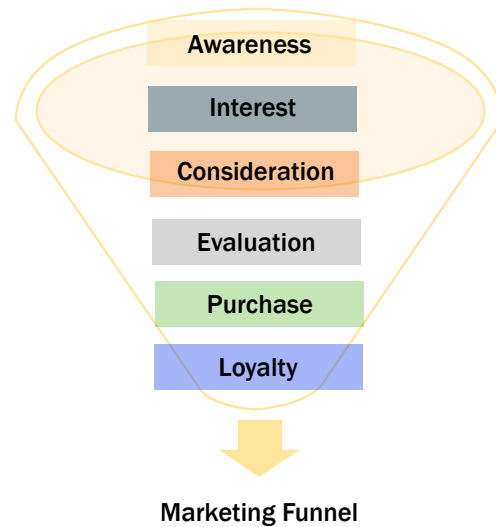 Awareness
Interest
Consideration
Evaluation
Purchase
Loyalty
Marketing Funnel